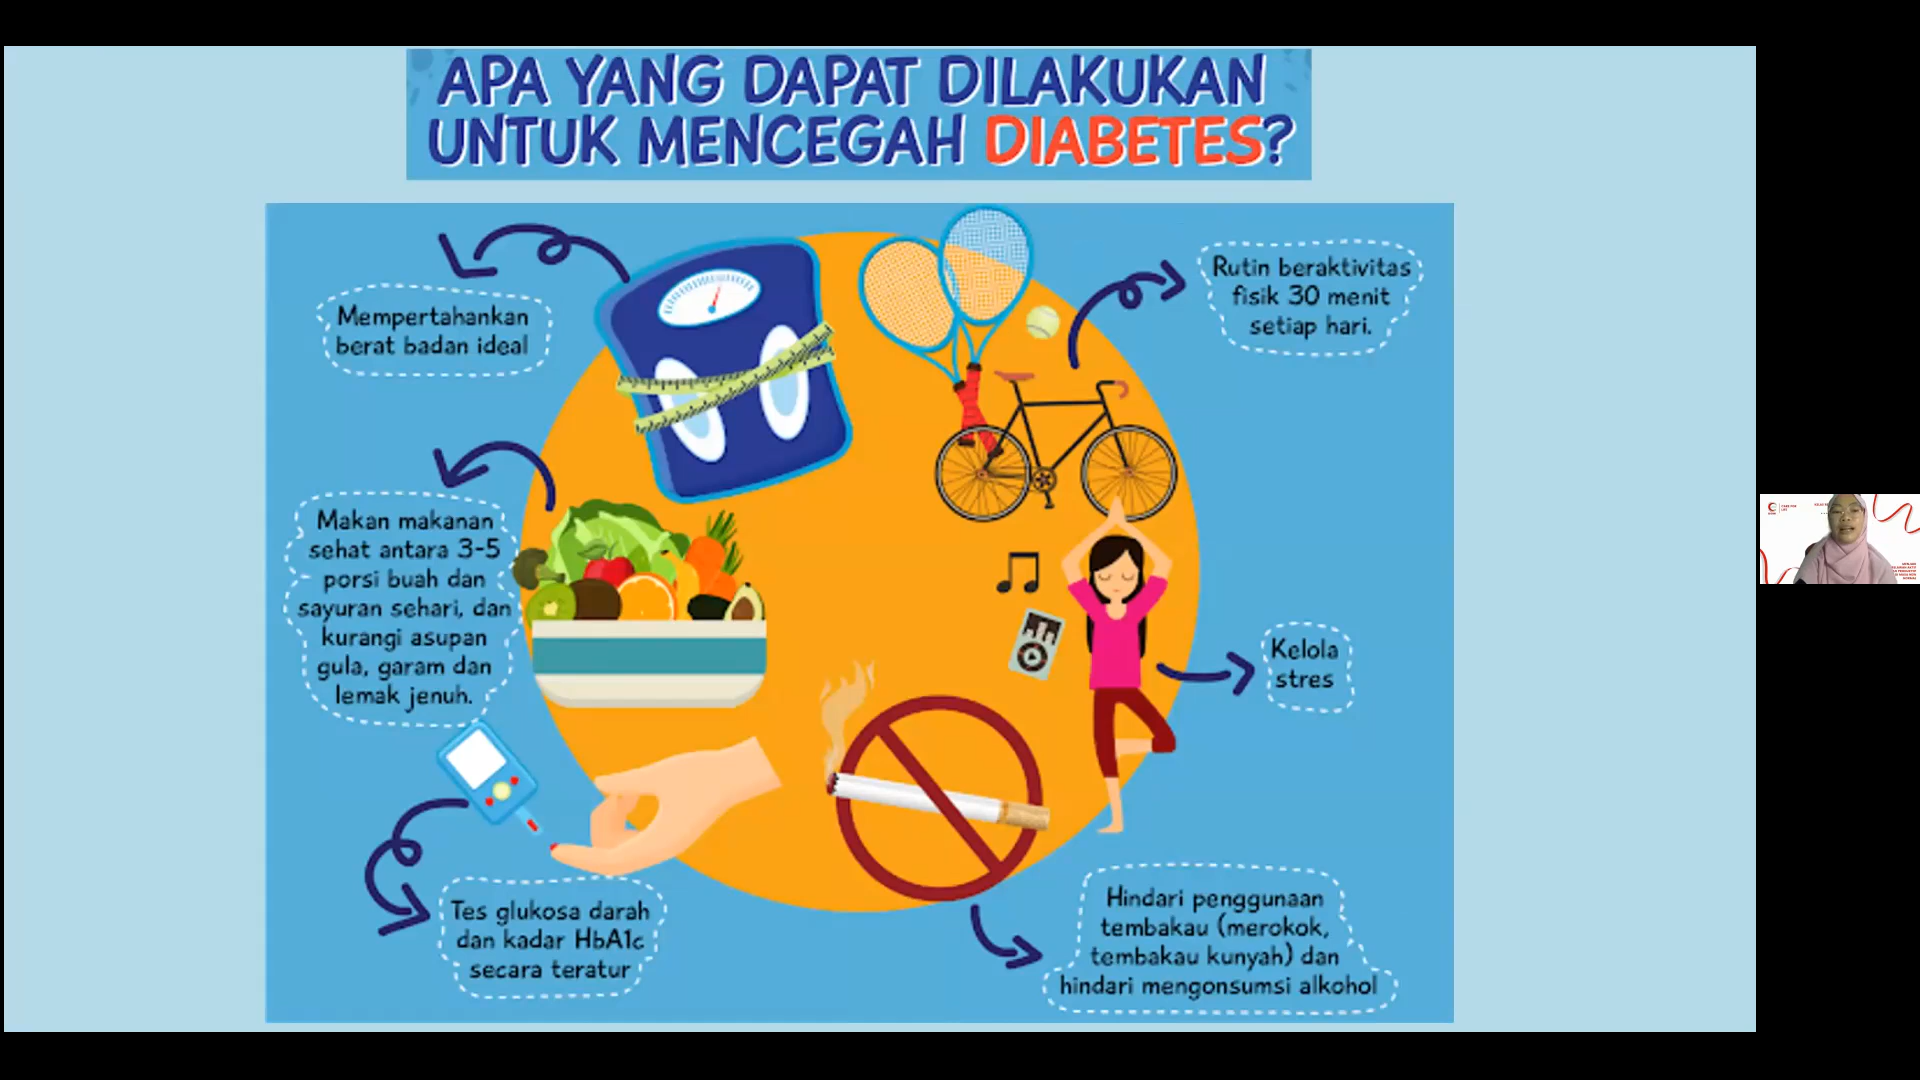 APA YANG DAPAT DILAKUKAN
UNTUK MENCEGAH DIABETES?
Mempertahankan
berat badan ideal
Rutin beraktivitas
fisik 30 menit
setiap hari.
Makan makanan
sehat antara 3-5
porsi buah dan
sayuran sehari, dan
kurangi asupan
gula, garam dan
lemak jenuh.
Kelola
stres
Tes glukosa darah
dan kadar HbA1c
secara teratur
Hindari penggunaan
tembakau (merokok,
tembakau kunyah) dan
hindari mengonsumsi alkohol